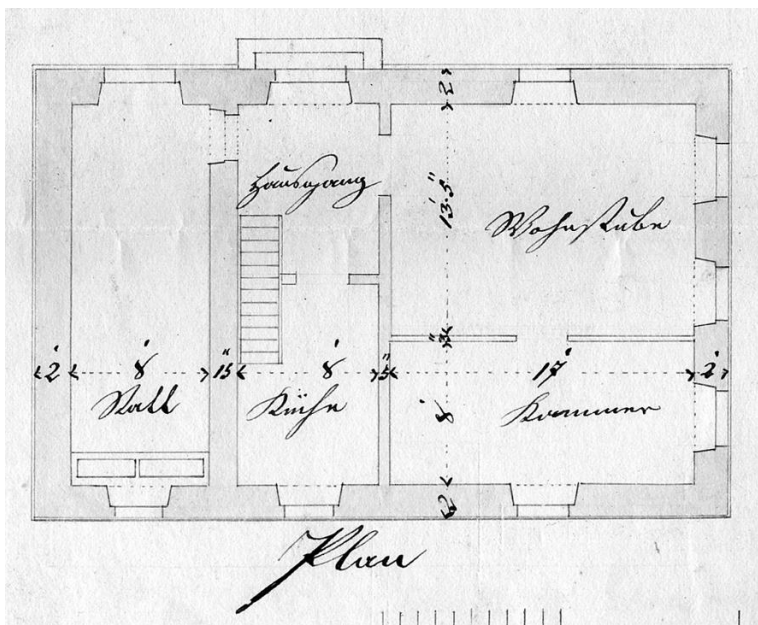 2
Hausgang
13' 5"
Wohnstube
3"
2' 8' 15" 8' 5" 17' 2'
Stall Küche 8' Kammer
2
Plan